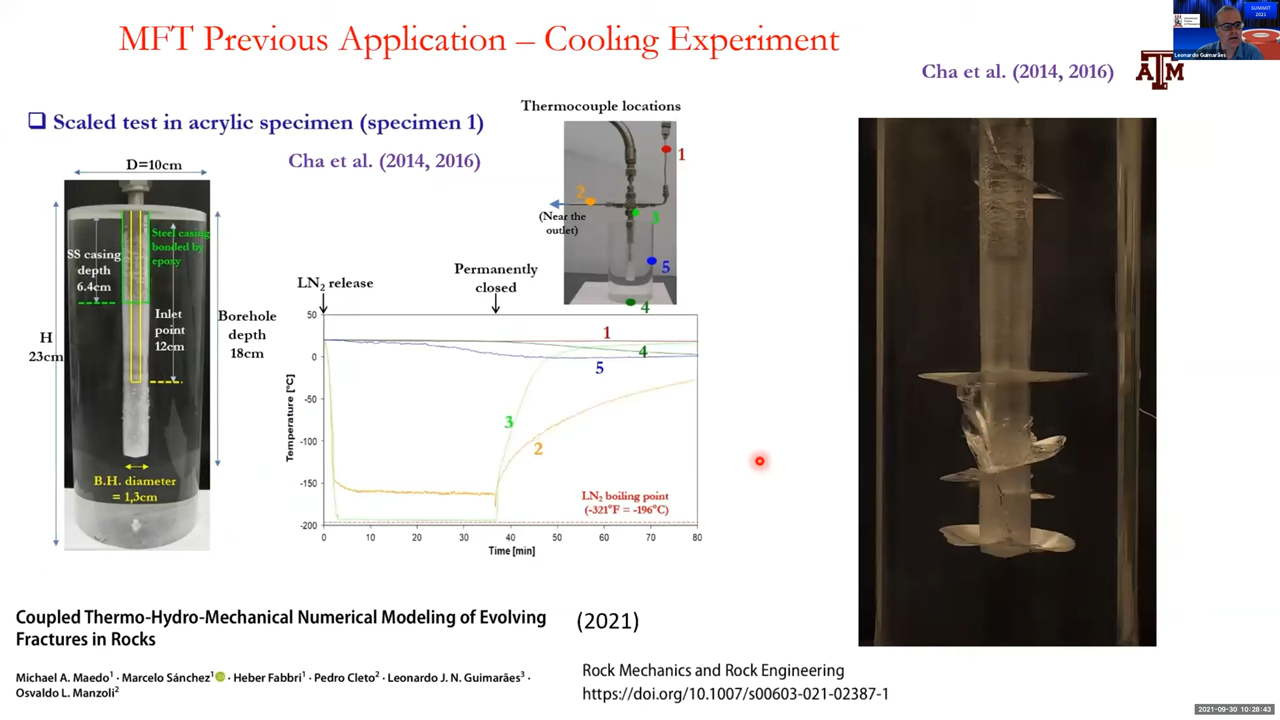 MFT Previous Application – Cooling Experiment
Cha et al. (2014, 2016)
ĀM
SUMMIT
2021
Leonardo Guimarães
❑ Scaled test in acrylic specimen (specimen 1)
Cha et al. (2014, 2016)
D=10cm
SS casing
depth
6.4cm
Steel casing
bonded by
epoxy
Inlet
point
12cm
H
23cm
Borehole
depth
18cm
B.H. diameter
= 1,3cm
Thermocouple locations
1
2
3
(Near the
outlet)
5
4
LN2 release
Permanently
closed
50
0
-50
-100
-150
-200
Temperature [°C]
1
4
5
3
2
LN2 boiling point
(-321°F = -196°C)
0 10 20 30 40 50 60 70 80
Time [min]
Coupled Thermo-Hydro-Mechanical Numerical Modeling of Evolving
Fractures in Rocks
(2021)
Michael A. Maedo1 · Marcelo Sánchez1 · Heber Fabbri1 · Pedro Cleto2 · Leonardo J. N. Guimarães3 ·
Osvaldo L. Manzoli2
Rock Mechanics and Rock Engineering
https://doi.org/10.1007/s00603-021-02387-1
2021-09-30 10:28:43